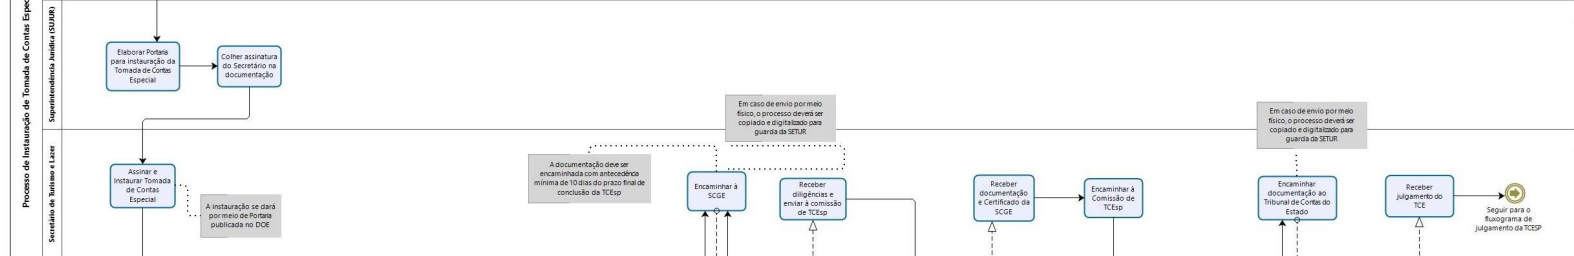 Processo de Instauração de Tomada de Contas Espec
Superintendência Jurídica (SUJUR)
Elaborar Portaria
para instauração da
Tomada de Contas
Especial
Colher assinatura
do Secretário na
documentação
Em caso de envio por meio
físico, o processo deverá ser
copiado e digitalizado para
guarda da SETUR
Em caso de envio por meio
físico, o processo deverá ser
copiado e digitalizado para
guarda da SETUR
Secretário de Turismo e Lazer
Assinar e
Instaurar Tomada
de Contas
Especial
A instauração se dará
por meio de Portaria
publicada no DOE
A documentação deve ser
encaminhada com antecedência
mínima de 10 dias do prazo final de
conclusão da TCEsp
Encaminhar à
SCGE
Receber
diligências e
enviar à comissão
de TCEsp
Receber
documentação
e Certificado da
SCGE
Encaminhar à
Comissão de
TCEsp
Encaminhar
documentação ao
Tribunal de Contas do
Estado
Receber
julgamento do
TCE
Seguir para o
fluxograma de
julgamento da TCESP